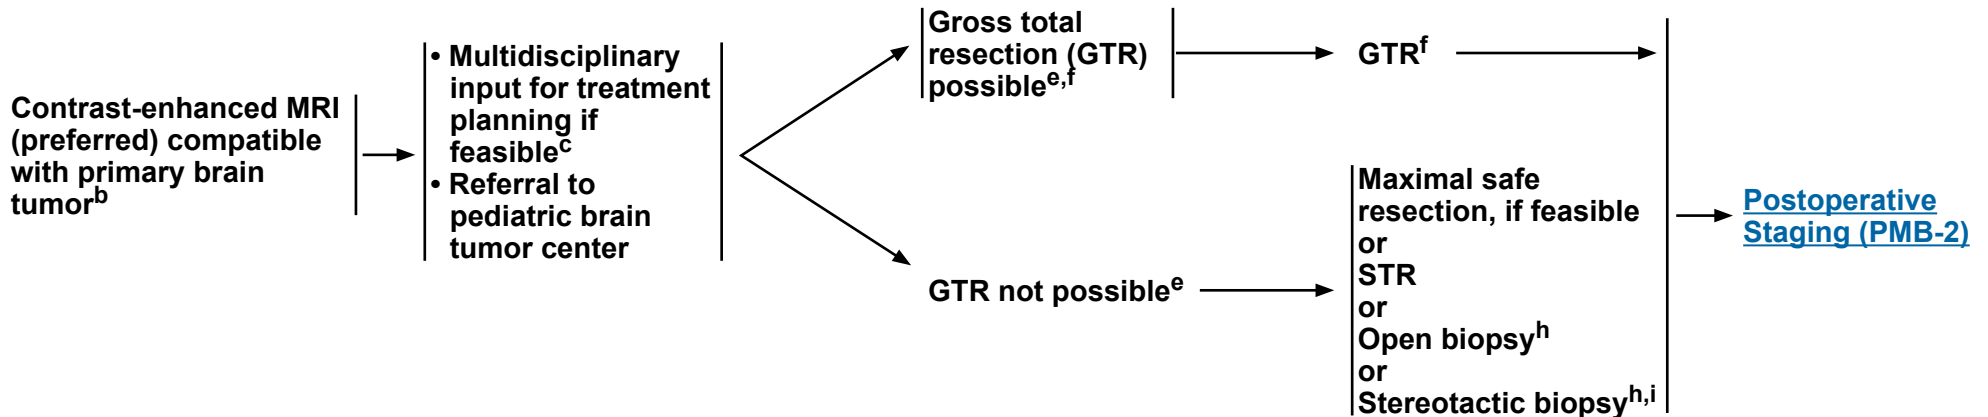 Contrast-enhanced MRI
(preferred) compatible
with primary brain
tumorb
• Multidisciplinary
input for treatment
planning if
feasiblec
• Referral to
pediatric brain
tumor center
Gross total
resection (GTR)
possiblee,f
GTRf
GTR not possiblee
Maximal safe
resection, if feasible
or
STR
or
Open biopsyh
or
Stereotactic biopsyh,i
Postoperative
Staging (PMB-2)